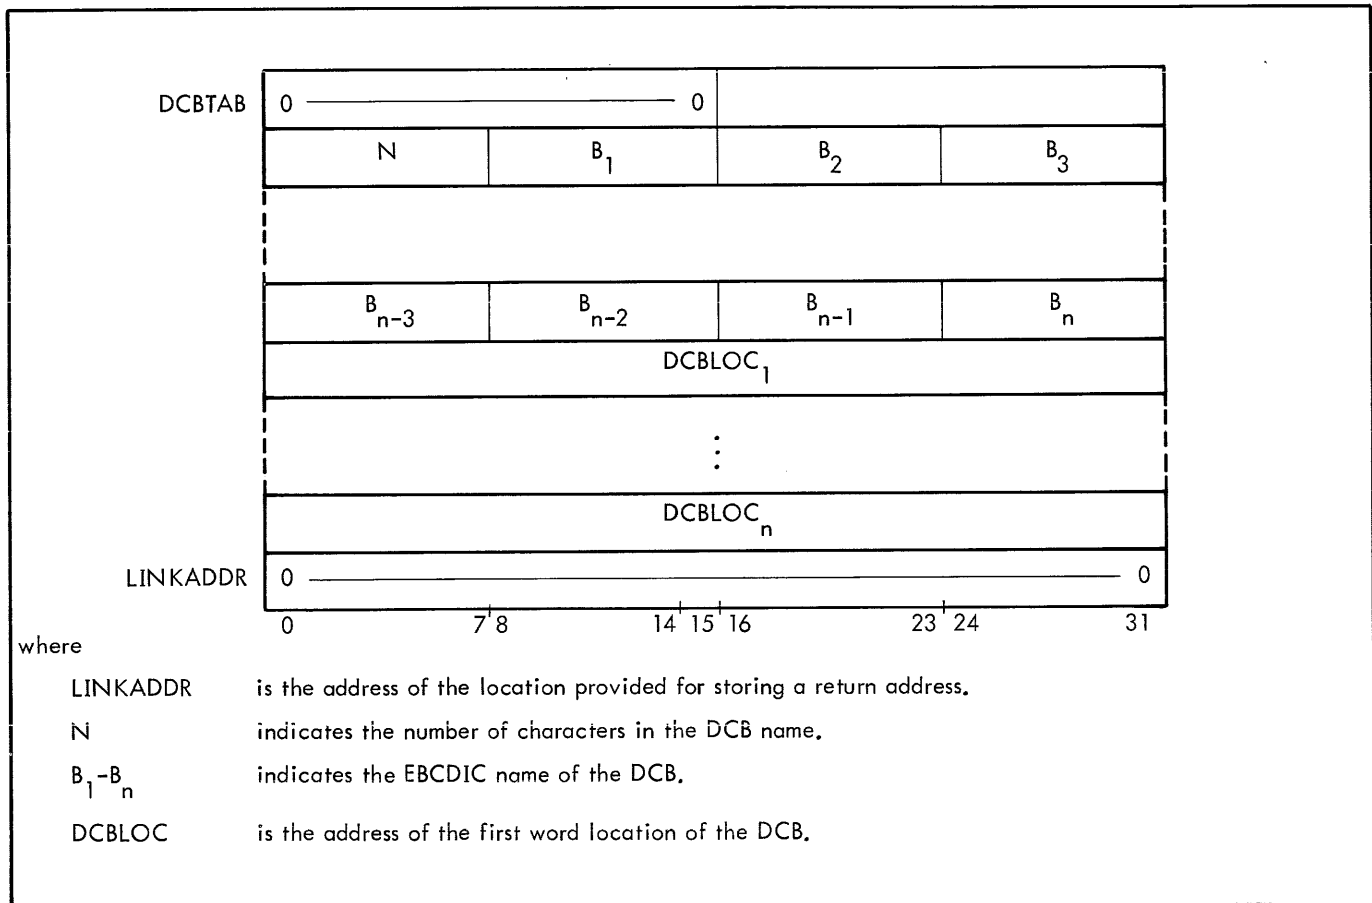 DCBTAB 0 0
N B1 B2 B3
Bn-3 Bn-2 Bn-1 Bn
DCBLOC1
⋮
DCBLOCn
LINKADDR 0 0
0 7 8 14 15 16 23 24 31
where
LINKADDR is the address of the location provided for storing a return address.
N indicates the number of characters in the DCB name.
B1-Bn indicates the EBCDIC name of the DCB.
DCBLOC is the address of the first word location of the DCB.